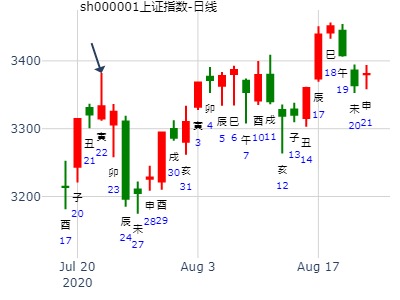 sh000001上证指数-日线
3400
3300
3200
酉
17
子
20
丑
21
寅
22
卯
23
辰
24
未
27
申
28
酉
29
戌
30
亥
31
寅
3
卯
4
辰
5
巳
6
午
7
酉
10
戌
11
亥
12
子
13
丑
14
辰
17
巳
18
午
19
未
20
申
21
Jul 20
2020
Aug 3
Aug 17